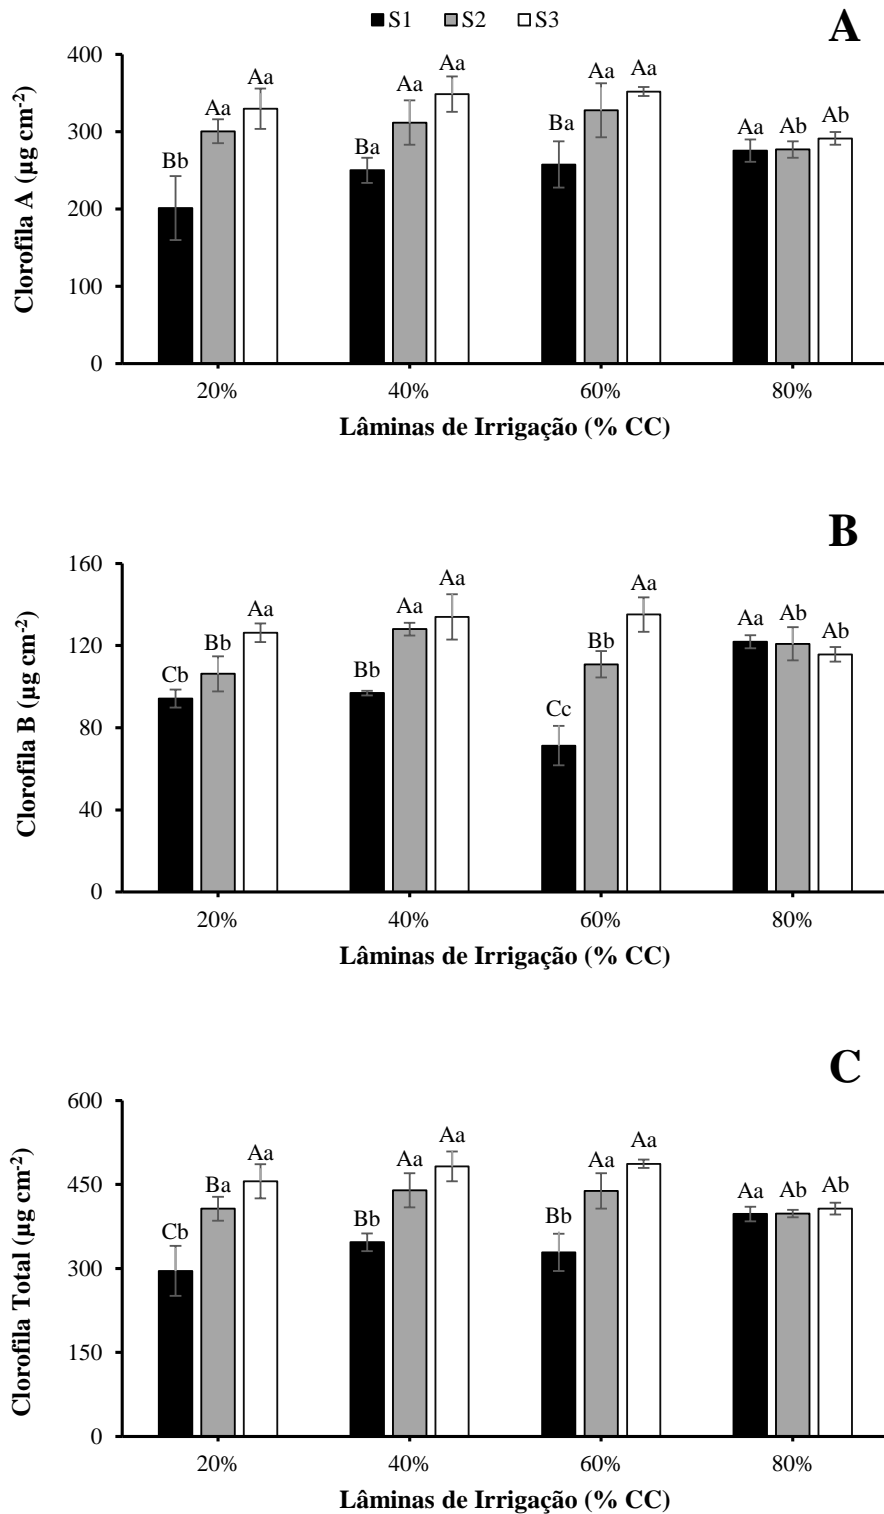 S1 S2 S3
A
400
300
200
100
0
Clorofila A (µg cm-2)
Bb Aa Aa Ba Aa Aa Ba Aa Aa Aa Ab Ab
20% 40% 60% 80%
Lâminas de Irrigação (% CC)
B
160
120
80
40
0
Clorofila B (µg cm-2)
Cb Bb Aa Bb Aa Aa Cc Bb Aa Aa Ab Ab
20% 40% 60% 80%
Lâminas de Irrigação (% CC)
C
600
450
300
150
0
Clorofila Total (µg cm-2)
Cb Ba Aa Bb Aa Aa Bb Aa Aa Aa Ab Ab
20% 40% 60% 80%
Lâminas de Irrigação (% CC)